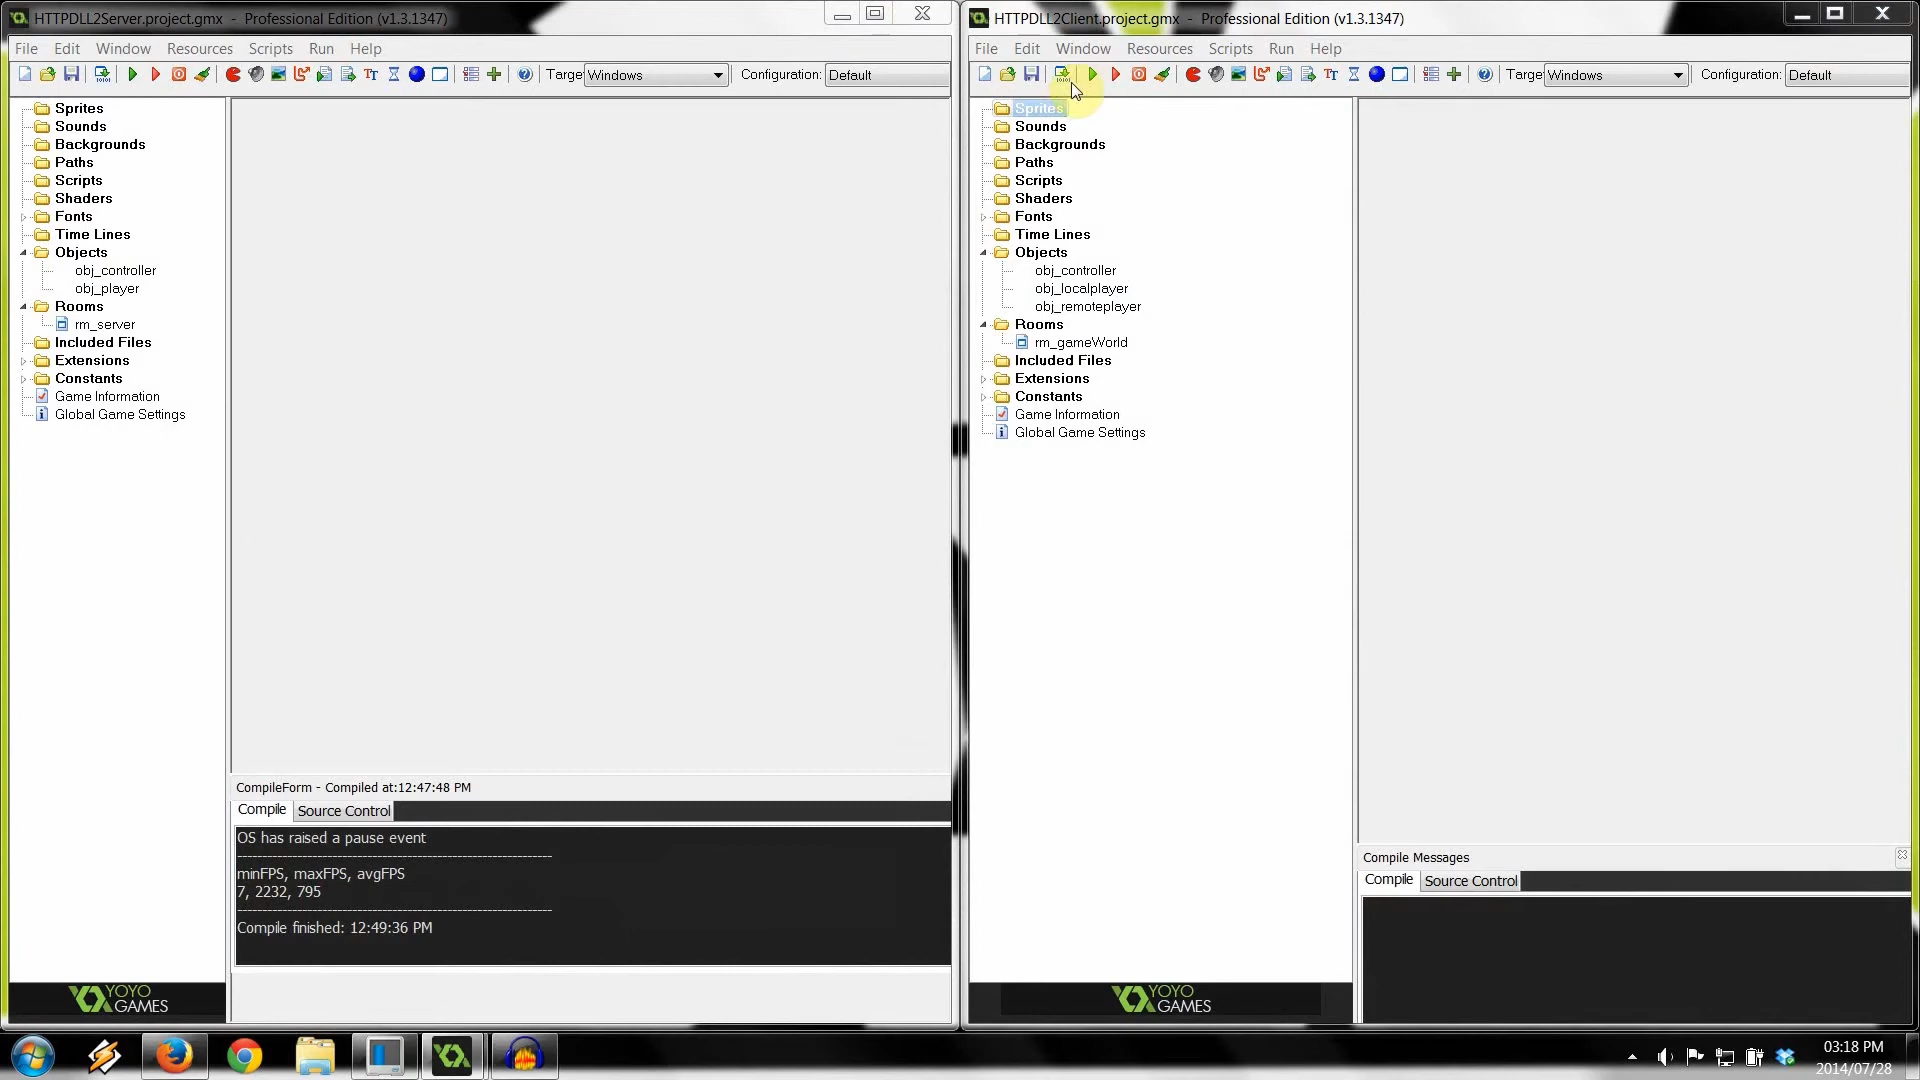 HTTPDLL2Server.project.gmx - Professional Edition (v1.3.1347)
File Edit Window Resources Scripts Run Help
Targe Windows Configuration: Default
Sprites
Sounds
Backgrounds
Paths
Scripts
Shaders
Fonts
Time Lines
Objects
obj_controller
obj_player
Rooms
rm_server
Included Files
Extensions
Constants
Game Information
Global Game Settings
CompileForm - Compiled at:12:47:48 PM
Compile Source Control
OS has raised a pause event
minFPS, maxFPS, avgFPS
7, 2232, 795
Compile finished: 12:49:36 PM
YOYO
GAMES
HTTPDLL2Client.project.gmx - Professional Edition (v1.3.1347)
File Edit Window Resources Scripts Run Help
Targe Windows Configuration: Default
Sprites
Sounds
Backgrounds
Paths
Scripts
Shaders
Fonts
Time Lines
Objects
obj_controller
obj_localplayer
obj_remoteplayer
Rooms
rm_gameWorld
Included Files
Extensions
Constants
Game Information
Global Game Settings
Compile Messages
Compile Source Control
YOYO
GAMES
03:18 PM
2014/07/28